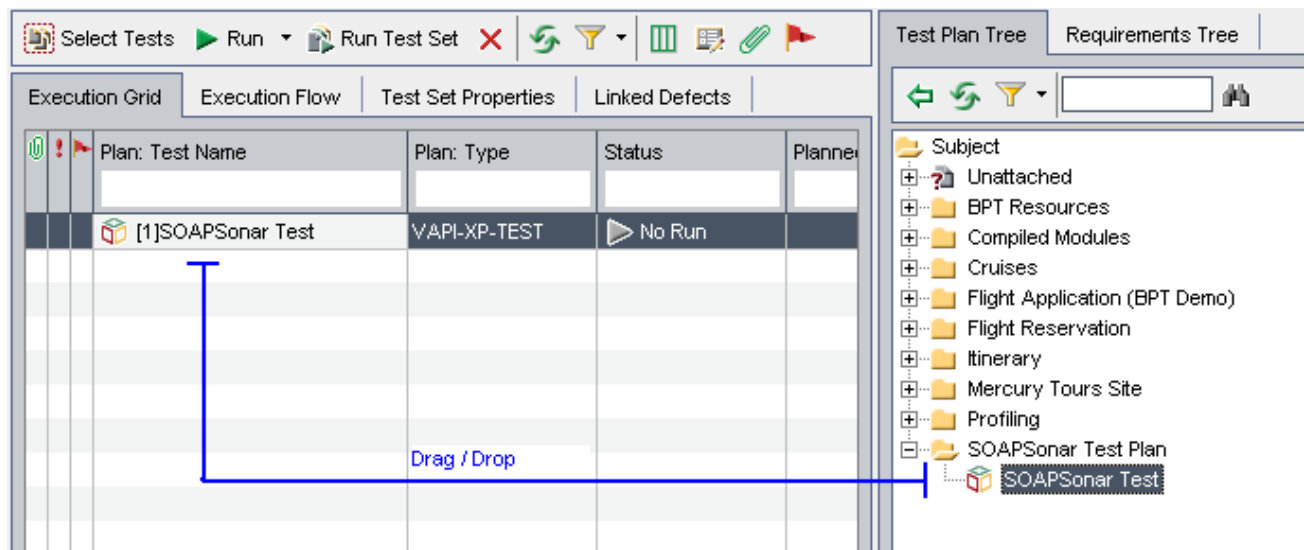 Select Tests Run Run Test Set
Execution Grid Execution Flow Test Set Properties Linked Defects
Plan: Test Name Plan: Type Status Planne
[1]SOAPSonar Test VAPI-XP-TEST No Run
Drag / Drop
Test Plan Tree Requirements Tree
Subject
Unattached
BPT Resources
Compiled Modules
Cruises
Flight Application (BPT Demo)
Flight Reservation
Itinerary
Mercury Tours Site
Profiling
SOAPSonar Test Plan
SOAPSonar Test